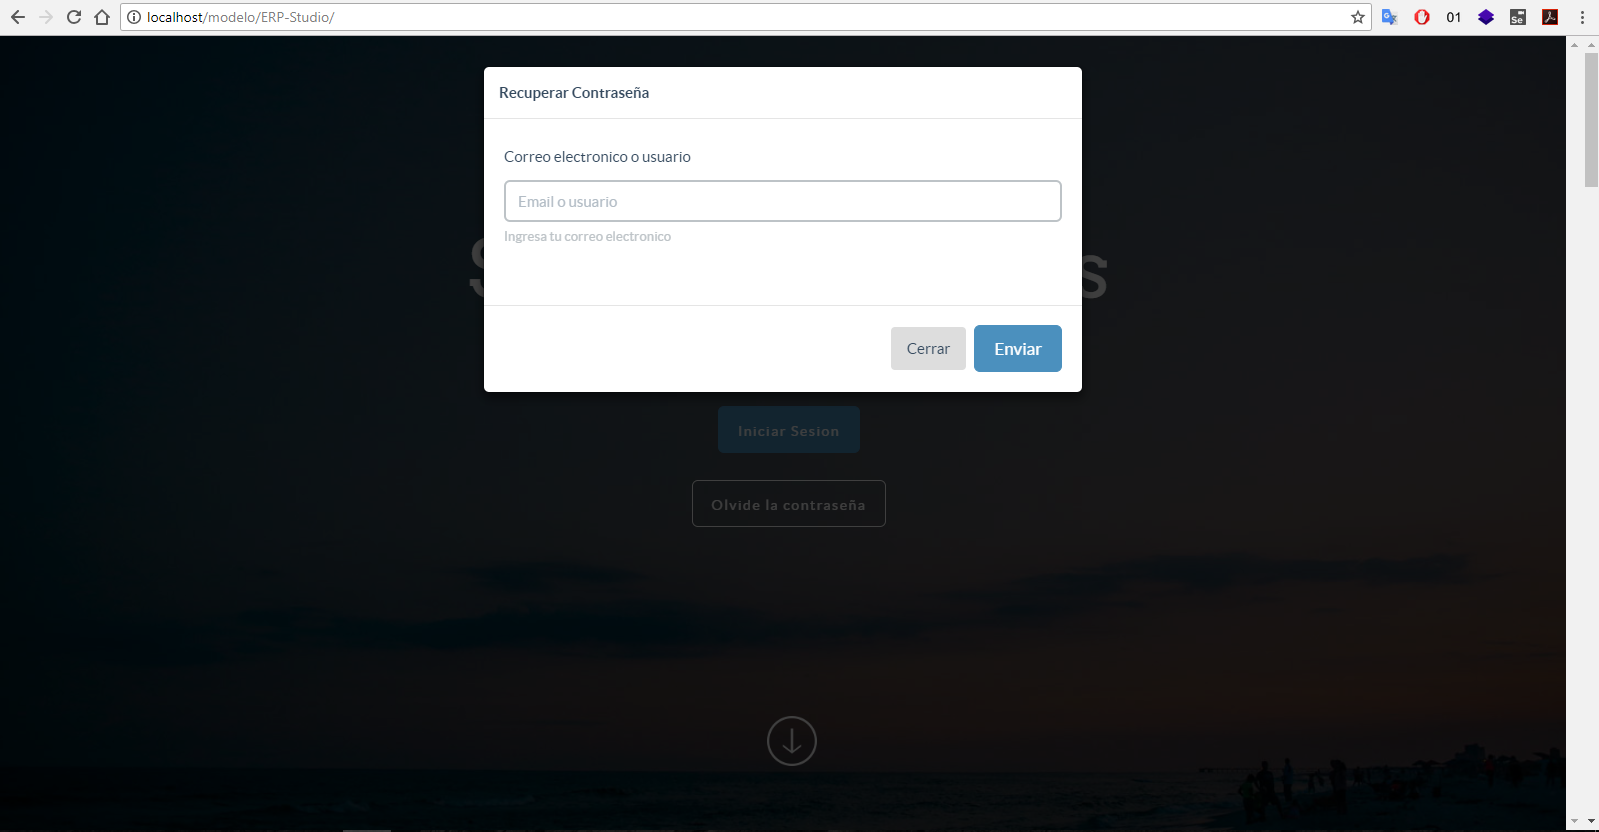 localhost/modelo/ERP-Studio/
01
Se
Recuperar Contraseña
Correo electronico o usuario
Email o usuario
Ingresa tu correo electronico
Cerrar
Enviar
Iniciar Sesion
Olvide la contraseña